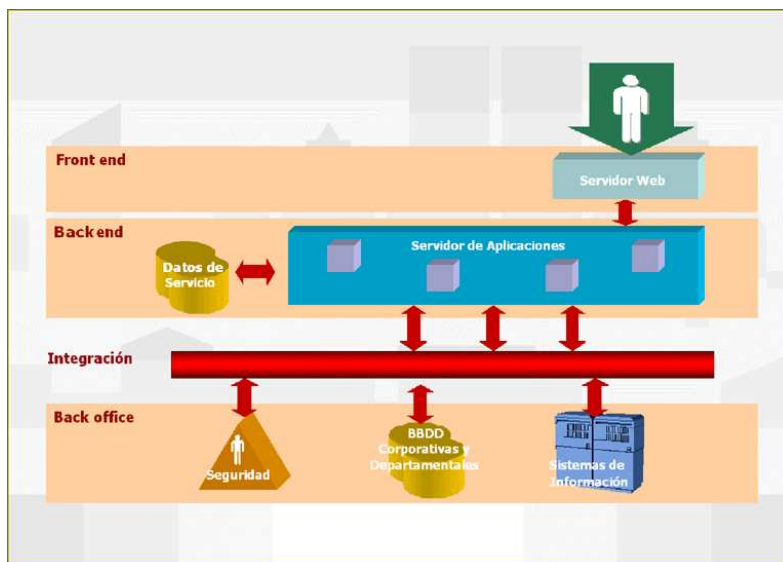 Front end
Servidor Web
Back end
Servidor de Aplicaciones
Datos de
Servicio
Integración
Back office
Seguridad
BBDD
Corporativas y
Departamentales
Sistemas de
Información